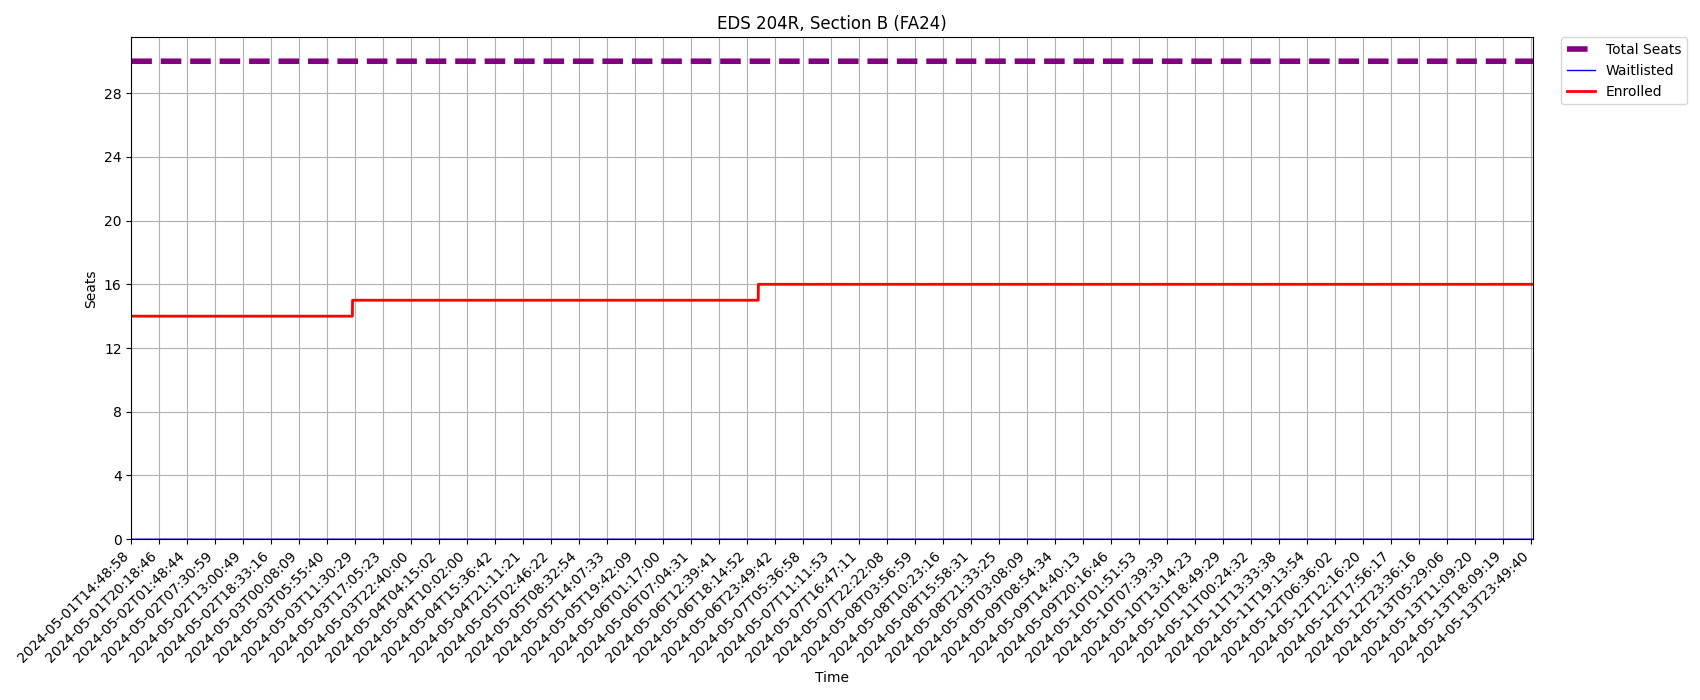 EDS 204R, Section B (FA24)
Total Seats
Waitlisted
Enrolled
Seats
28
24
20
16
12
8
4
0
2024-05-01T14:48:58
2024-05-01T20:18:46
2024-05-02T01:48:44
2024-05-02T07:30:59
2024-05-02T13:00:49
2024-05-02T18:33:16
2024-05-03T00:08:09
2024-05-03T05:55:40
2024-05-03T11:30:29
2024-05-03T17:05:23
2024-05-03T22:40:00
2024-05-04T04:15:02
2024-05-04T10:02:00
2024-05-04T15:36:42
2024-05-04T21:11:21
2024-05-05T02:46:22
2024-05-05T08:32:54
2024-05-05T14:07:33
2024-05-05T19:42:09
2024-05-06T01:17:00
2024-05-06T07:04:31
2024-05-06T12:39:41
2024-05-06T18:14:52
2024-05-06T23:49:42
2024-05-07T05:36:58
2024-05-07T11:11:53
2024-05-07T16:47:11
2024-05-07T22:22:08
2024-05-08T03:56:59
2024-05-08T10:23:16
2024-05-08T15:58:31
2024-05-08T21:33:25
2024-05-09T03:08:09
2024-05-09T08:54:34
2024-05-09T14:40:13
2024-05-09T20:16:46
2024-05-10T01:51:53
2024-05-10T07:39:39
2024-05-10T13:14:23
2024-05-10T18:49:29
2024-05-11T00:24:32
2024-05-11T13:33:38
2024-05-11T19:13:54
2024-05-12T06:36:02
2024-05-12T12:16:20
2024-05-12T17:56:17
2024-05-12T23:36:16
2024-05-13T05:29:06
2024-05-13T11:09:20
2024-05-13T18:09:19
2024-05-13T23:49:40
Time